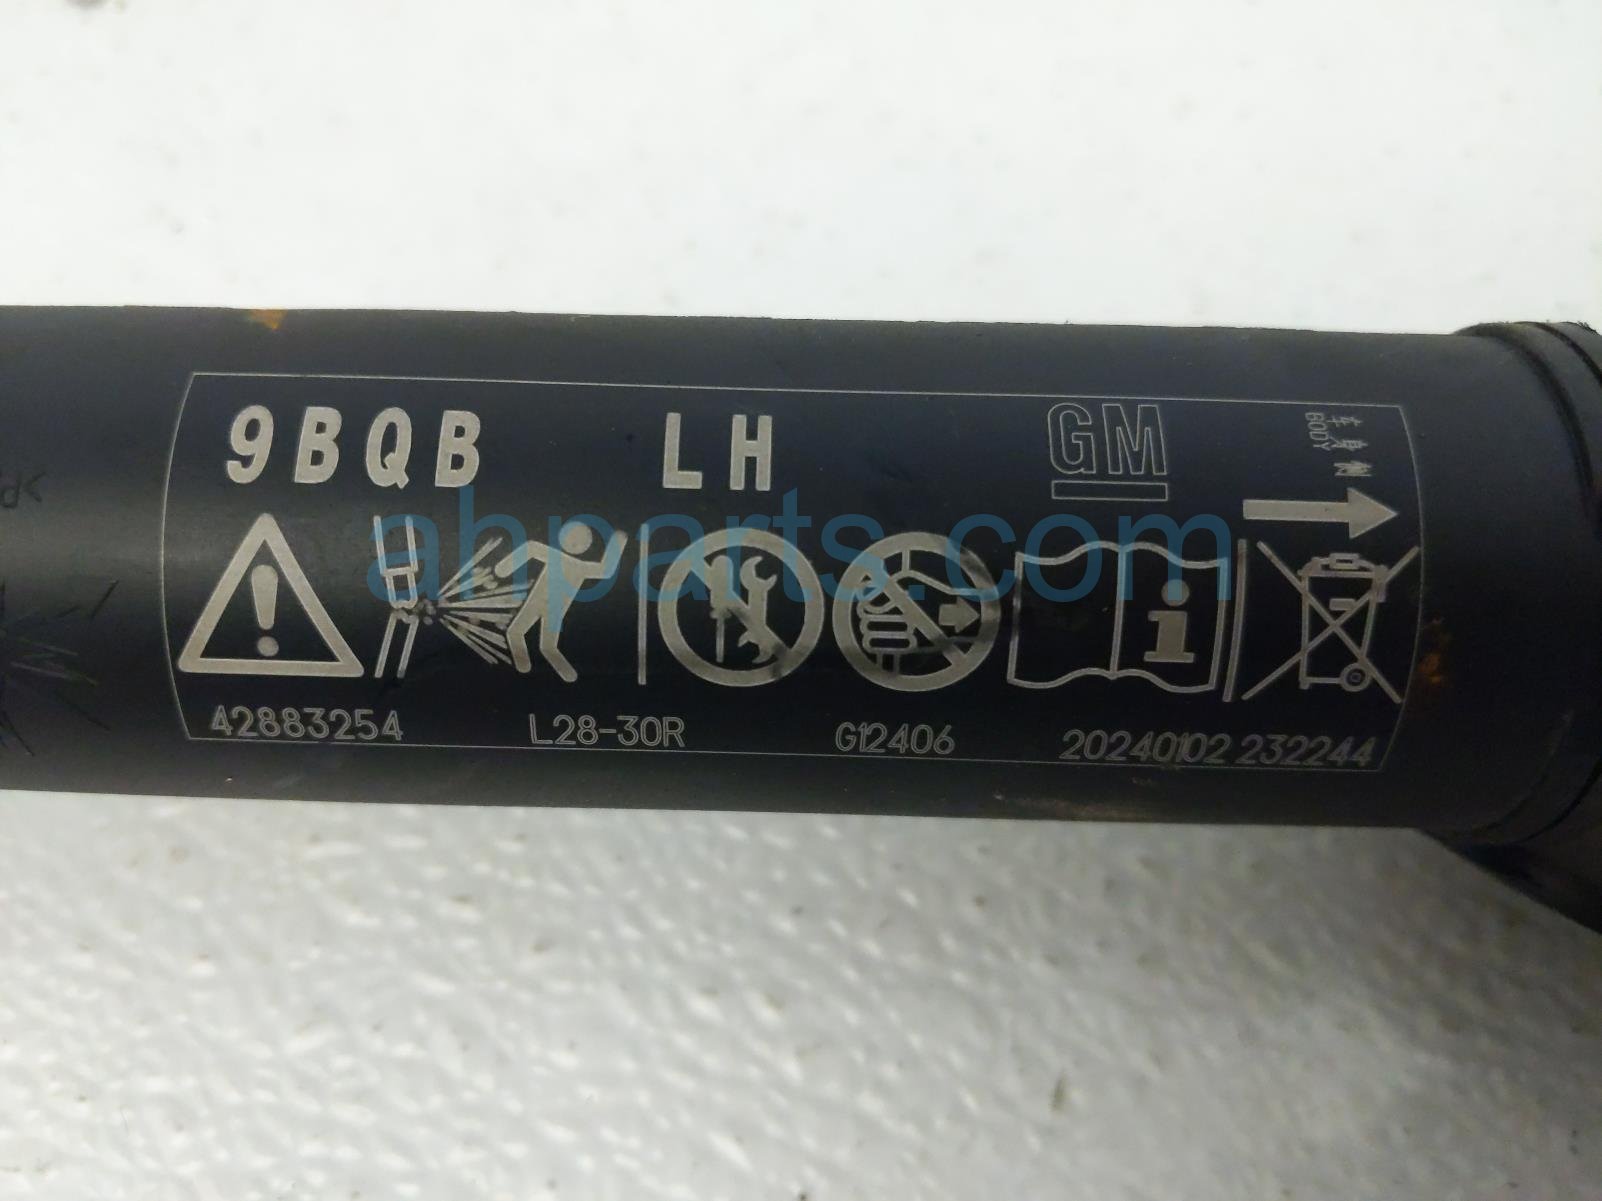 9BQB LH GM
车身侧
BODY
ahparts.com
42883254 L28-30R G12406 20240102 232244